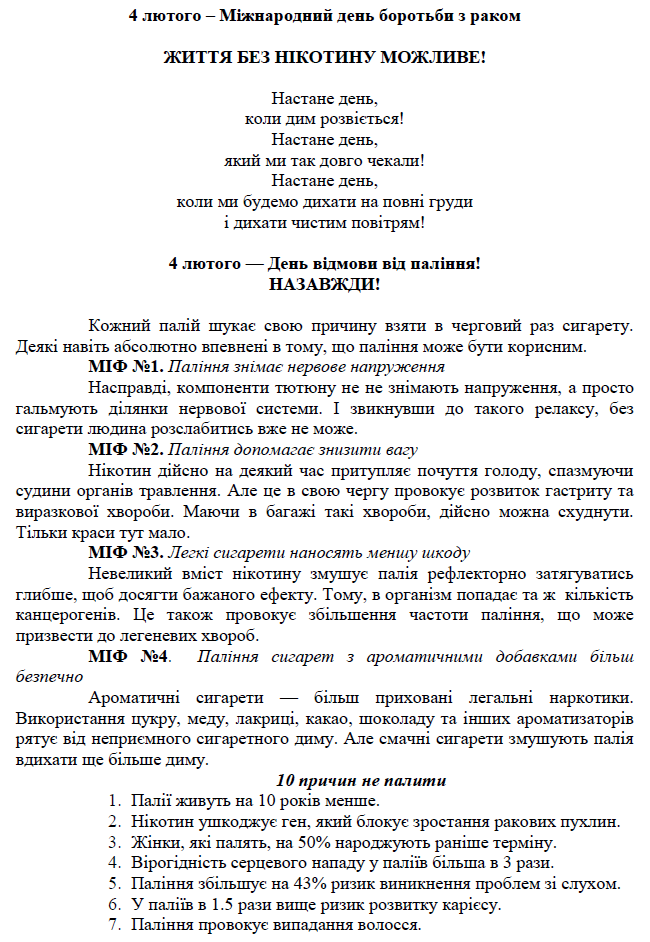 4 лютого – Міжнародний день боротьби з раком
ЖИТТЯ БЕЗ НІКОТИНУ МОЖЛИВЕ!
Настане день,
коли дим розвіється!
Настане день,
який ми так довго чекали!
Настане день,
коли ми будемо дихати на повні груди
і дихати чистим повітрям!
4 лютого — День відмови від паління!
НАЗАВЖДИ!
Кожний палій шукає свою причину взяти в черговий раз сигарету.
Деякі навіть абсолютно впевнені в тому, що паління може бути корисним.
МІФ №1. Паління знімає нервове напруження
Насправді, компоненти тютюну не не знімають напруження, а просто
гальмують ділянки нервової системи. І звикнувши до такого релаксу, без
сигарети людина розслабитись вже не може.
МІФ №2. Паління допомагає знизити вагу
Нікотин дійсно на деякий час притупляє почуття голоду, спазмуючи
судини органів травлення. Але це в свою чергу провокує розвиток гастриту та
виразкової хвороби. Маючи в багажі такі хвороби, дійсно можна схуднути.
Тільки краси тут мало.
МІФ №3. Легкі сигарети наносять меншу шкоду
Невеликий вміст нікотину змушує палія рефлекторно затягуватись
глибше, щоб досягти бажаного ефекту. Тому, в організм попадає та ж кількість
канцерогенів. Це також провокує збільшення частоти паління, що може
призвести до легеневих хвороб.
МІФ №4. Паління сигарет з ароматичними добавками більш
безпечно
Ароматичні сигарети — більш приховані легальні наркотики.
Використання цукру, меду, лакриці, какао, шоколаду та інших ароматизаторів
рятує від неприємного сигаретного диму. Але смачні сигарети змушують палія
вдихати ще більше диму.
10 причин не палити
1. Палії живуть на 10 років менше.
2. Нікотин ушкоджує ген, який блокує зростання ракових пухлин.
3. Жінки, які палять, на 50% народжують раніше терміну.
4. Вірогідність серцевого нападу у паліїв більша в 3 рази.
5. Паління збільшує на 43% ризик виникнення проблем зі слухом.
6. У паліїв в 1.5 рази вище ризик розвитку карієсу.
7. Паління провокує випадання волосся.